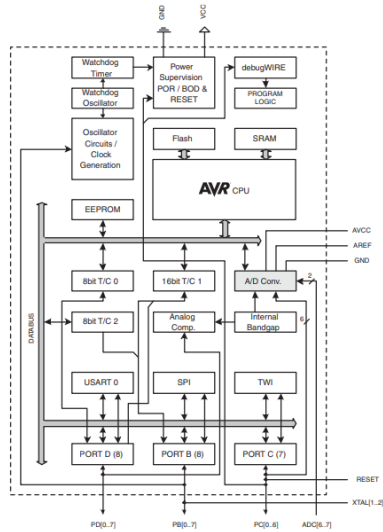 GND
VCC
Watchdog
Timer
Power
Supervision
POR / BOD &
RESET
debugWIRE
Watchdog
Oscillator
PROGRAM
LOGIC
Oscillator
Circuits /
Clock
Generation
Flash
SRAM
AVR CPU
EEPROM
AVCC
AREF
GND
8bit T/C 0
16bit T/C 1
A/D Conv.
2
DATABUS
8bit T/C 2
Analog
Comp.
Internal
Bandgap
6
USART 0
SPI
TWI
PORT D (8)
PORT B (8)
PORT C (7)
RESET
XTAL[1..2]
PD[0..7]
PB[0..7]
PC[0..6]
ADC[6..7]